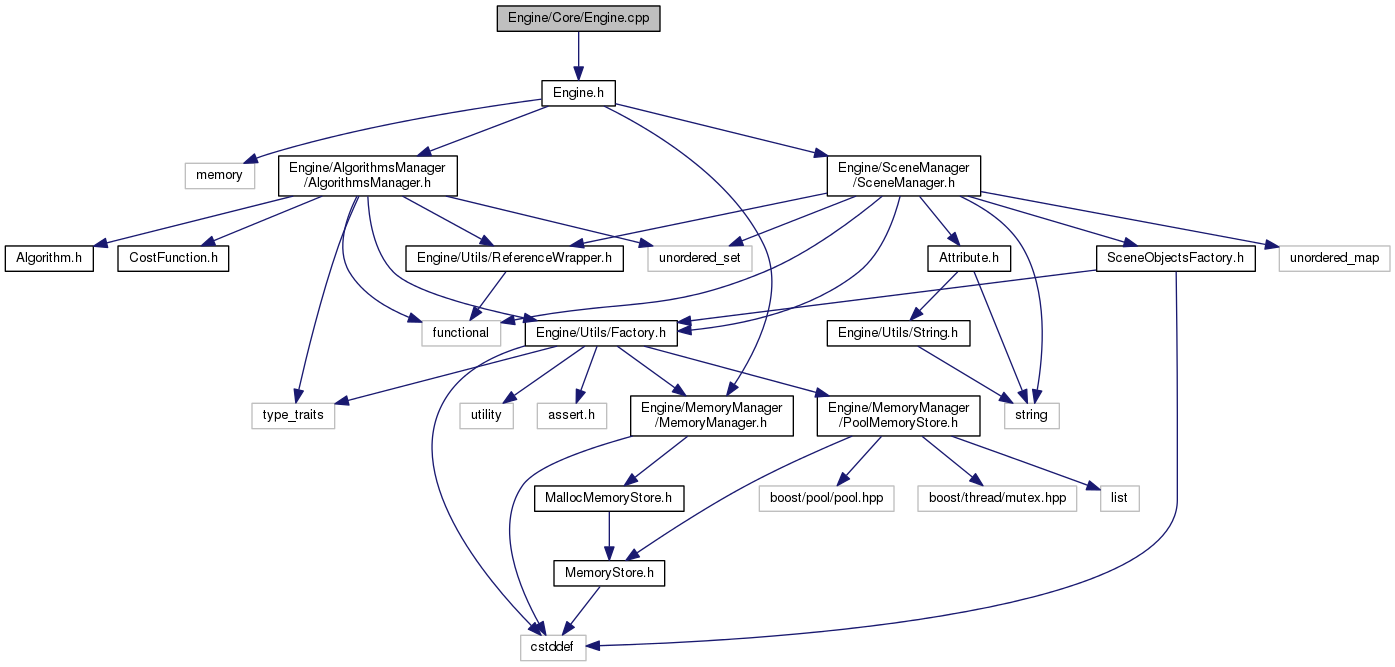 Engine/Core/Engine.cpp
Engine.h
memory
Engine/AlgorithmsManager
/AlgorithmsManager.h
Engine/SceneManager
/SceneManager.h
Algorithm.h
CostFunction.h
Engine/Utils/ReferenceWrapper.h
unordered_set
Attribute.h
SceneObjectsFactory.h
unordered_map
functional
Engine/Utils/Factory.h
Engine/Utils/String.h
type_traits
utility
assert.h
Engine/MemoryManager
/MemoryManager.h
Engine/MemoryManager
/PoolMemoryStore.h
string
MallocMemoryStore.h
boost/pool/pool.hpp
boost/thread/mutex.hpp
list
MemoryStore.h
cstddef